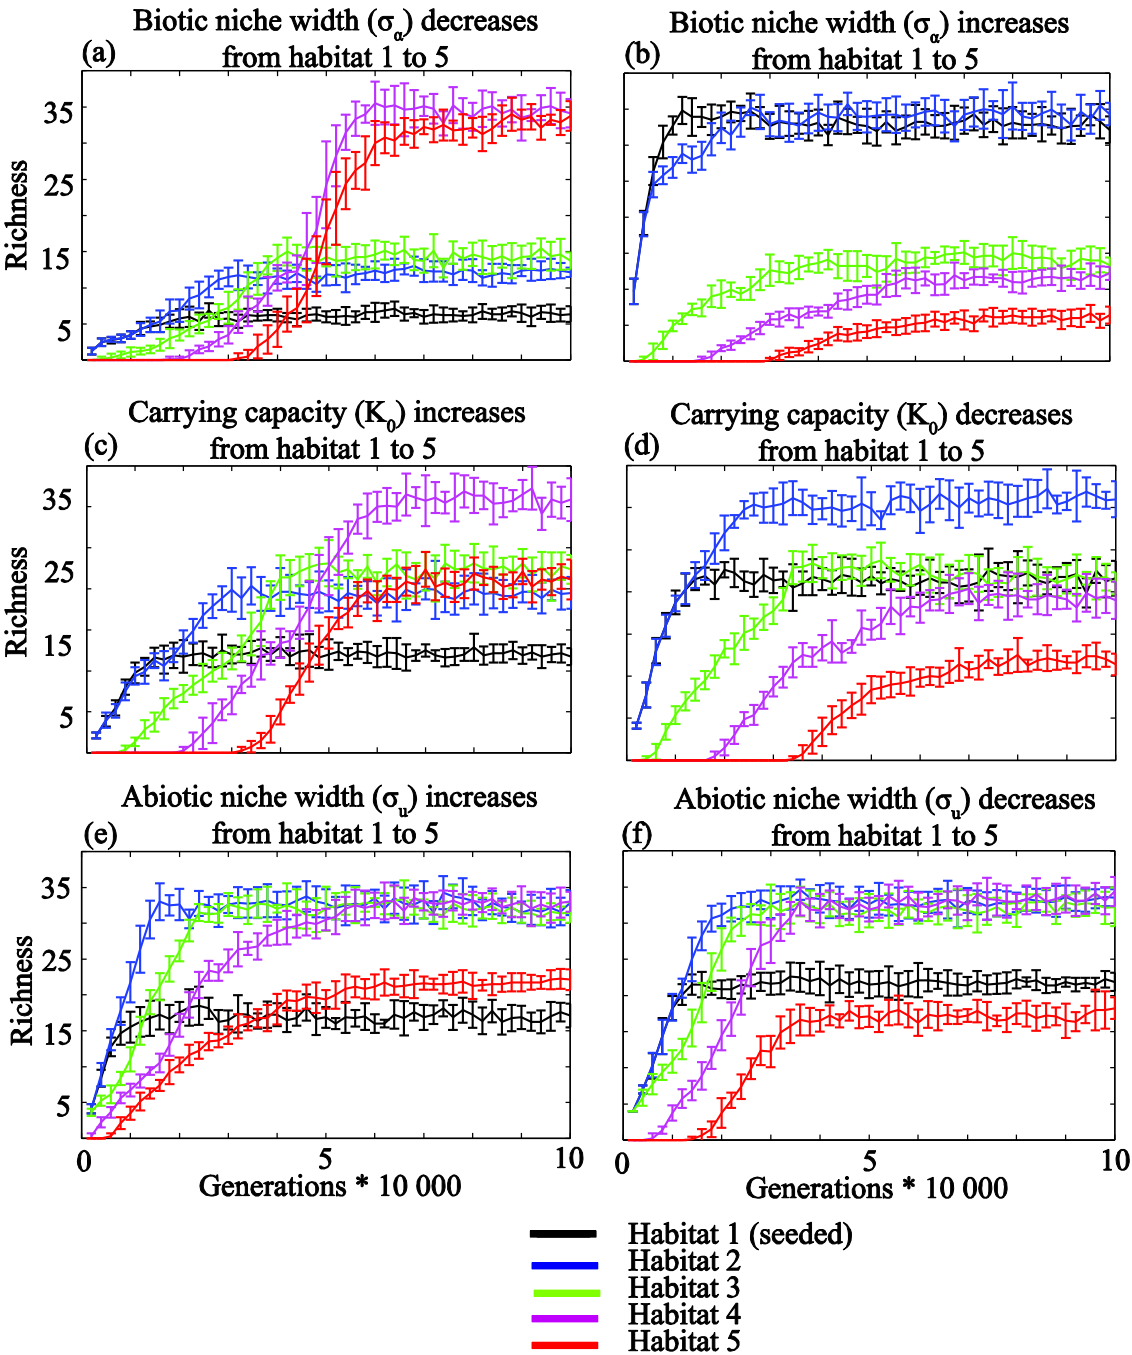 Biotic niche width (σα) decreases
(a) from habitat 1 to 5
Biotic niche width (σα) increases
(b) from habitat 1 to 5
Richness
35
25
15
5
Carrying capacity (K0) increases
(c) from habitat 1 to 5
Carrying capacity (K0) decreases
(d) from habitat 1 to 5
Richness
35
25
15
5
Abiotic niche width (σu) increases
(e) from habitat 1 to 5
Abiotic niche width (σu) decreases
(f) from habitat 1 to 5
Richness
35
25
15
5
0 5 10
0 5 10
Generations * 10 000
Generations * 10 000
Habitat 1 (seeded)
Habitat 2
Habitat 3
Habitat 4
Habitat 5